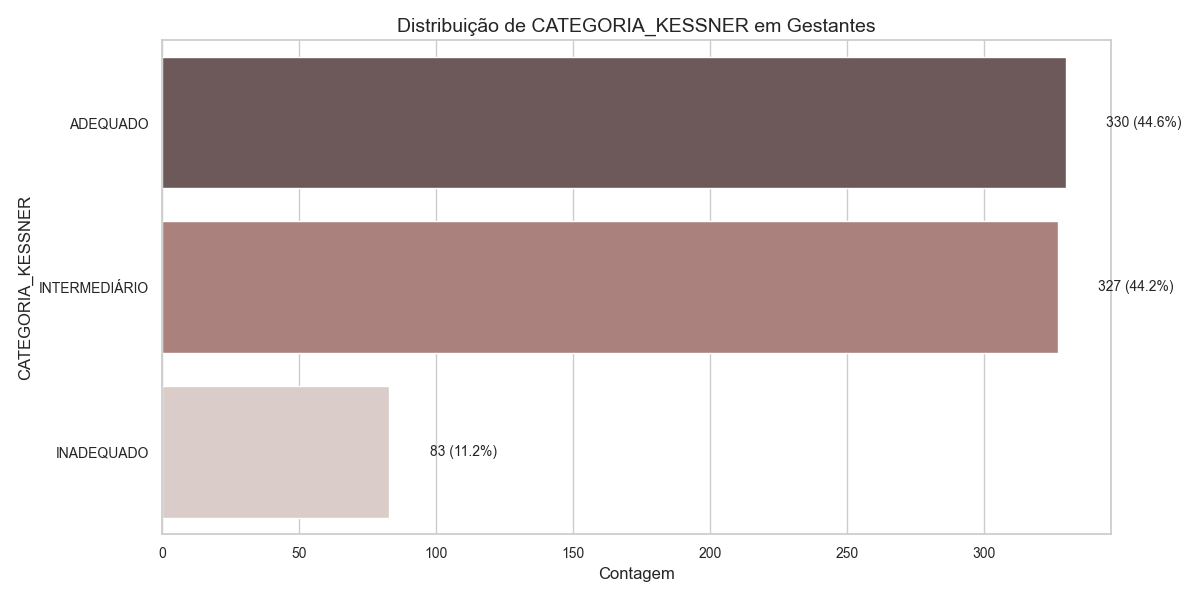 Distribuição de CATEGORIA_KESSNER em Gestantes
CATEGORIA_KESSNER
ADEQUADO
330 (44.6%)
INTERMEDIÁRIO
327 (44.2%)
INADEQUADO
83 (11.2%)
0 50 100 150 200 250 300
Contagem